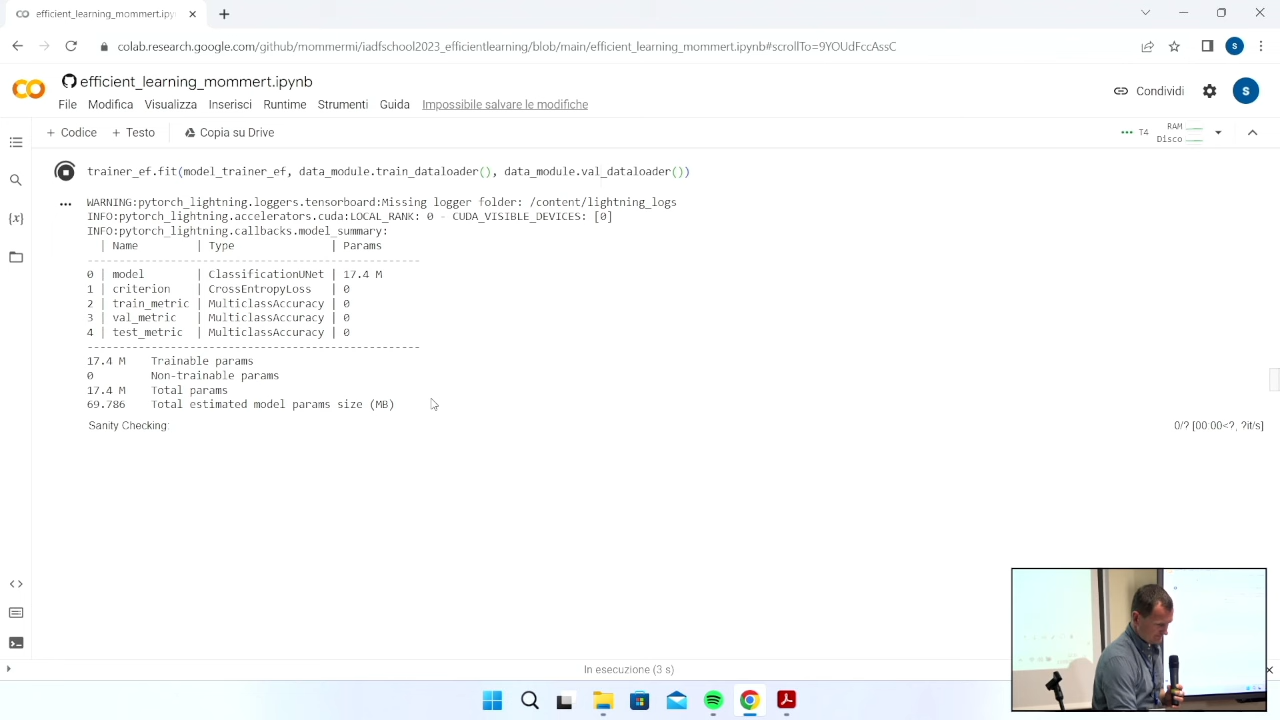 efficient_learning_mommert.ipynb
colab.research.google.com/github/mommermi/iadfschool2023_efficientlearning/blob/main/efficient_learning_mommert.ipynb#scrollTo=9YOUdFccAssC
S
efficient_learning_mommert.ipynb
File Modifica Visualizza Inserisci Runtime Strumenti Guida Impossibile salvare le modifiche
Condividi
S
+ Codice + Testo Copia su Drive
T4 RAM
Disco
trainer_ef.fit(model_trainer_ef, data_module.train_dataloader(), data_module.val_dataloader())
WARNING:pytorch_lightning.loggers.tensorboard:Missing logger folder: /content/lightning_logs
INFO:pytorch_lightning.accelerators.cuda:LOCAL_RANK: 0 - CUDA_VISIBLE_DEVICES: [0]
INFO:pytorch_lightning.callbacks.model_summary:
| Name | Type | Params
------------------------------------------------
0 | model | ClassificationUNet | 17.4 M
1 | criterion | CrossEntropyLoss | 0
2 | train_metric | MulticlassAccuracy | 0
3 | val_metric | MulticlassAccuracy | 0
4 | test_metric | MulticlassAccuracy | 0
------------------------------------------------
17.4 M Trainable params
0 Non-trainable params
17.4 M Total params
69.786 Total estimated model params size (MB)
Sanity Checking: 0/? [00:00<?, ?it/s]
In esecuzione (3 s)